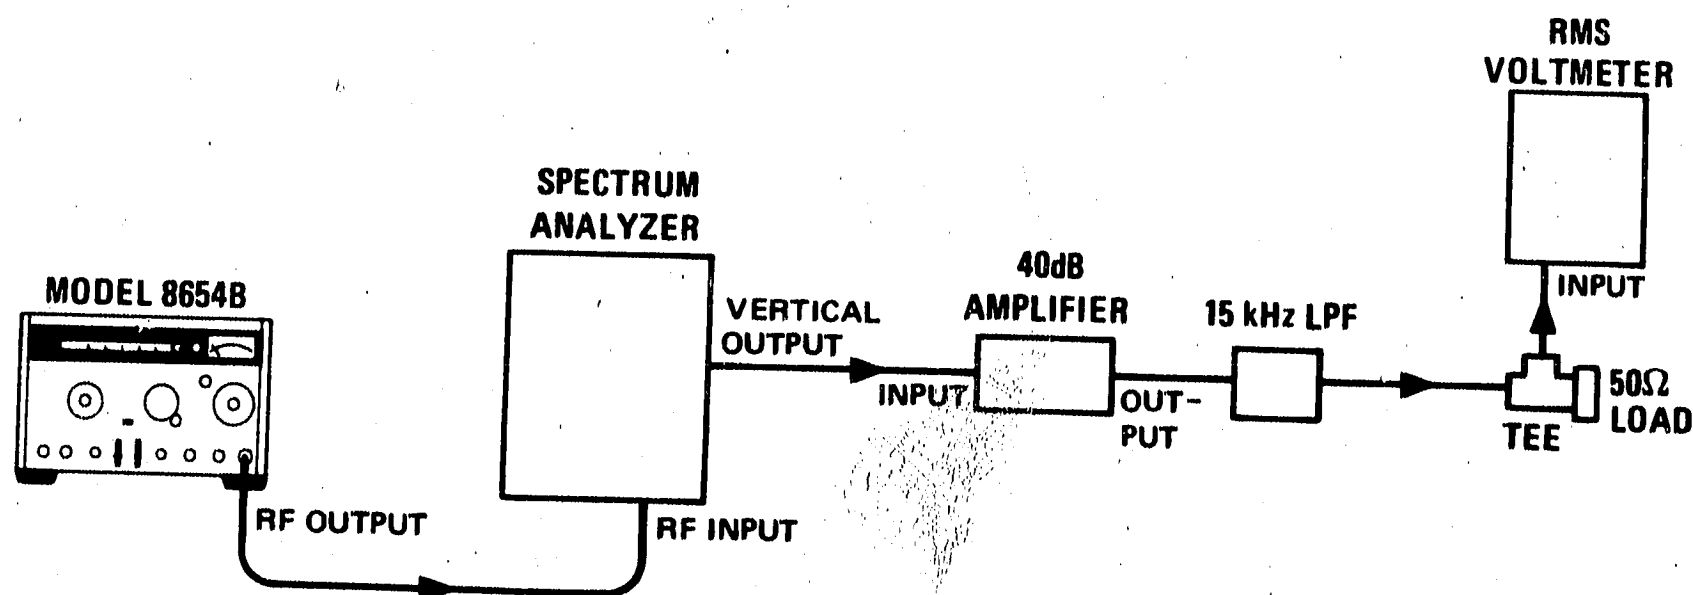 MODEL 8654B
RF OUTPUT
SPECTRUM
ANALYZER
RF INPUT
VERTICAL
OUTPUT
40dB
AMPLIFIER
INPUT
OUT-
PUT
15 kHz LPF
RMS
VOLTMETER
INPUT
50Ω
LOAD
TEE